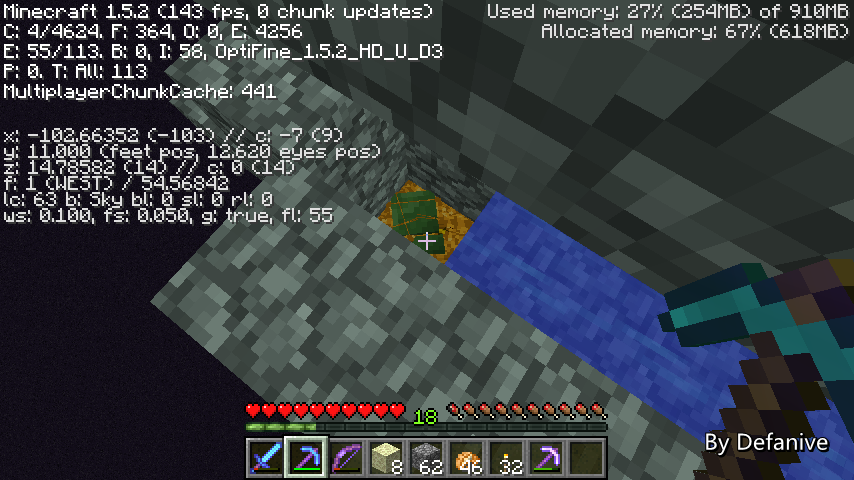 Minecraft 1.5.2 (143 fps, 0 chunk updates)
C: 4/4624, F: 364, O: 0, E: 4256
E: 55/113. B: 0, I: 58, OptiFine_1.5.2_HD_U_D3
P: 0. T: All: 113
MultiplayerChunkCache: 441
Used memory: 27% (254MB) of 910MB
Allocated memory: 67% (618MB)
x: -102.66352 (-103) // c: -7 (9)
y: 11.000 (feet pos, 12.620 eyes pos)
z: 14.78582 (14) // c: 0 (14)
f: 1 (WEST) / 54.56842
lc: 63 b: Sky bl: 0 sl: 0 rl: 0
ws: 0.100, fs: 0.050, g: true, fl: 55
18
8
62
46
32
By Defanive